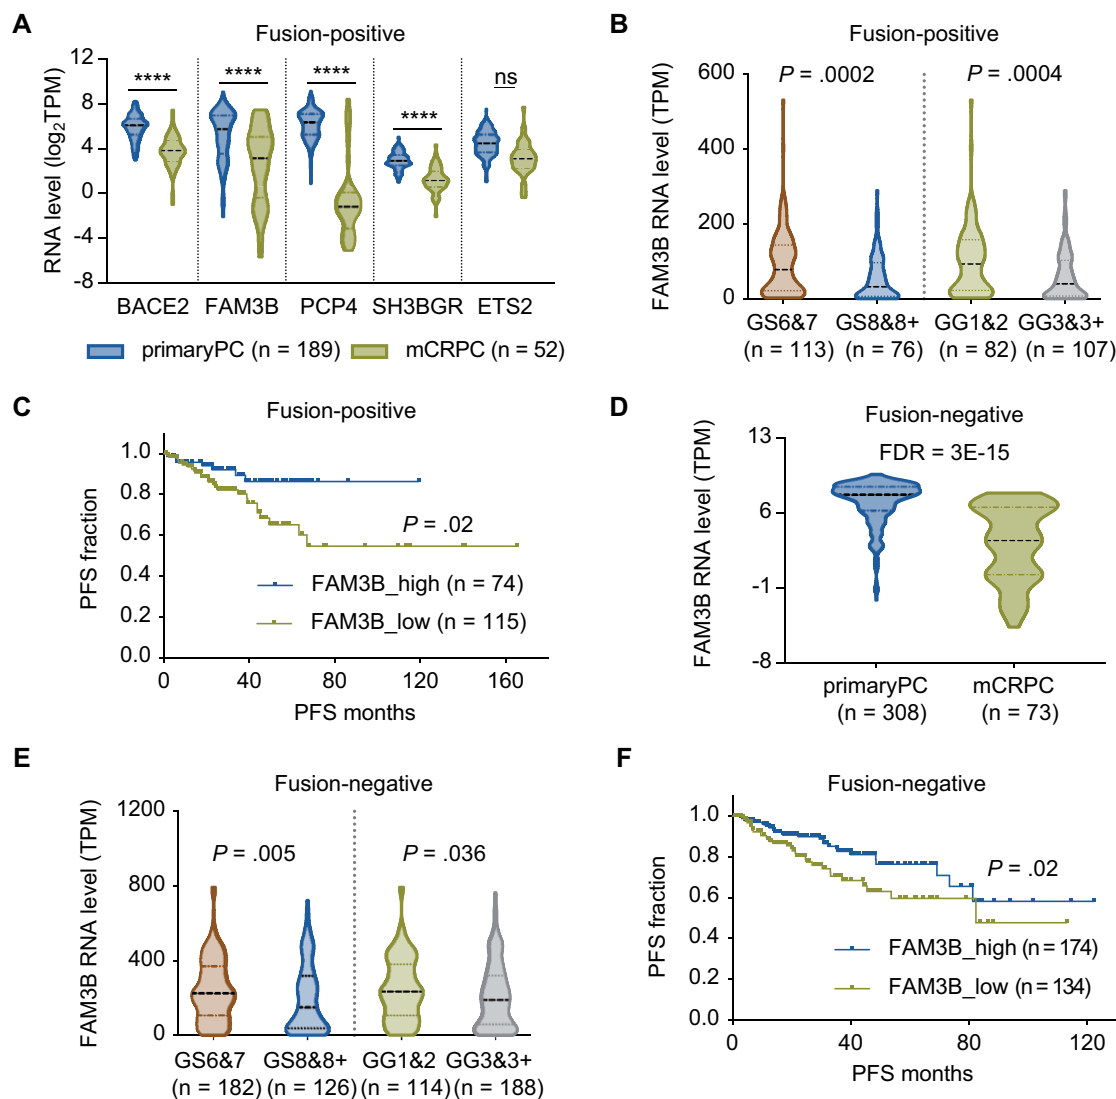 A
Fusion-positive
RNA level (log2TPM)
12
8
4
0
-4
-8
****
****
****
****
ns
BACE2 FAM3B PCP4 SH3BGR ETS2
primaryPC (n = 189) mCRPC (n = 52)
B
Fusion-positive
FAM3B RNA level (TPM)
600
400
200
0
P = .0002 P = .0004
GS6&7 GS8&8+ GG1&2 GG3&3+
(n = 113) (n = 76) (n = 82) (n = 107)
C
Fusion-positive
PFS fraction
1.0
0.8
0.6
0.4
0.2
0.0
P = .02
FAM3B_high (n = 74)
FAM3B_low (n = 115)
0 40 80 120 160
PFS months
D
Fusion-negative
FAM3B RNA level (TPM)
13
6
-1
-8
FDR = 3E-15
primaryPC mCRPC
(n = 308) (n = 73)
E
Fusion-negative
FAM3B RNA level (TPM)
1200
800
400
0
P = .005 P = .036
GS6&7 GS8&8+ GG1&2 GG3&3+
(n = 182) (n = 126) (n = 114) (n = 188)
F
Fusion-negative
PFS fraction
1.0
0.8
0.6
0.4
0.2
0.0
P = .02
FAM3B_high (n = 174)
FAM3B_low (n = 134)
0 40 80 120
PFS months